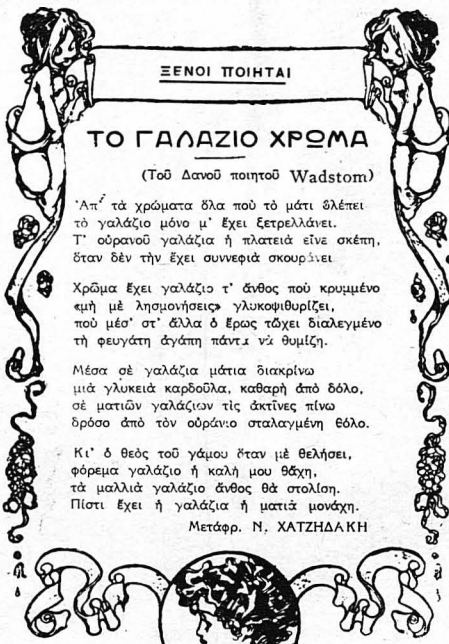 ΞΕΝΟΙ ΠΟΙΗΤΑΙ
ΤΟ ΓΑΛΑΖΙΟ ΧΡΩΜΑ
(Τοῦ Δανοῦ ποιητοῦ Wadstom)
Ἀπ' τὰ χρώματα ὅλα ποὺ τὸ μάτι βλέπει
τὸ γαλάζιο μόνο μ' ἔχει ξετρελλάνει.
Τ' οὐρανοῦ γαλάζια ἡ πλατειὰ εἶνε σκέπη,
ὅταν δὲν τὴν ἔχει συννεφιὰ σκουράνει
Χρῶμα ἔχει γαλάζιο τ' ἄνθος ποὺ κρυμμένο
«μὴ μὲ λησμονήσεις» γλυκοψιθυρίζει,
ποὺ μέσ' στ' ἄλλα ὁ ἔρως τὤχει διαλεγμένο
τὴ φευγάτη ἀγάπη πάντα νὰ θυμίζῃ.
Μέσα σὲ γαλάζια μάτια διακρίνω
μιὰ γλυκειὰ καρδοῦλα, καθαρὴ ἀπὸ δόλο,
σὲ ματιῶν γαλάζιων τὶς ἀκτῖνες πίνω
δρόσο ἀπὸ τὸν οὐράνιο σταλαγμένη θόλο.
Κι' ὁ θεὸς τοῦ γάμου ὅταν μὲ θελήσει,
φόρεμα γαλάζιο ἡ καλή μου θἄχη,
τὰ μαλλιὰ γαλάζιο ἄνθος θὰ στολίση.
Πίστι ἔχει ἡ γαλάζια ἡ ματιὰ μονάχη.
Μετάφρ. Ν. ΧΑΤΖΗΔΑΚΗ